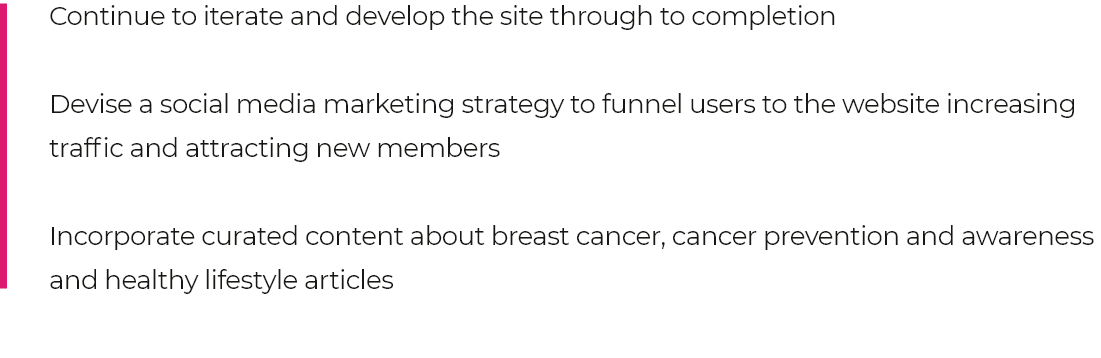 Continue to iterate and develop the site through to completion
Devise a social media marketing strategy to funnel users to the website increasing
traffic and attracting new members
Incorporate curated content about breast cancer, cancer prevention and awareness
and healthy lifestyle articles